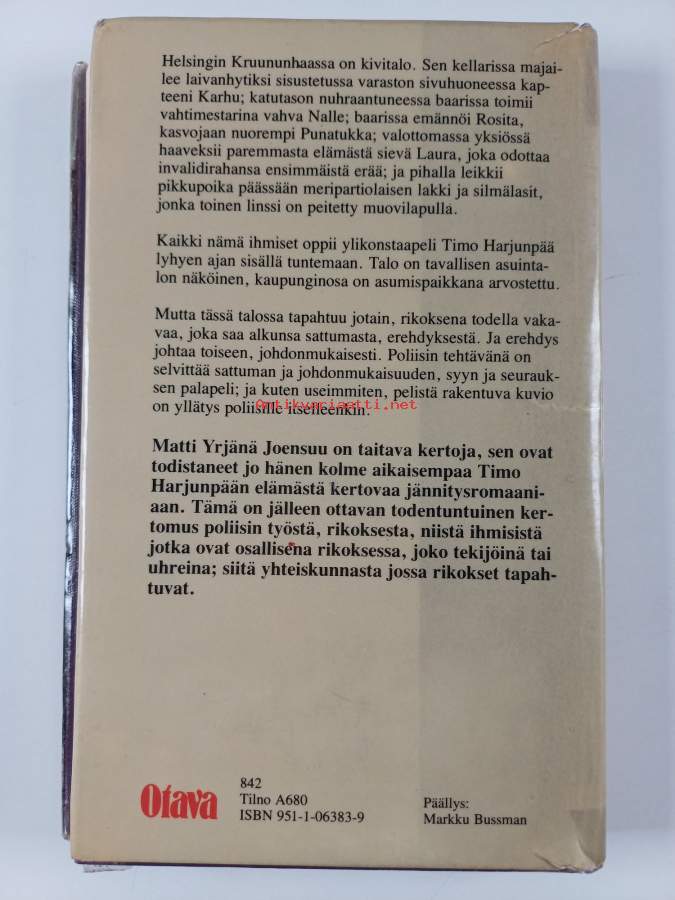 Helsingin Kruununhaassa on kivitalo. Sen kellarissa majai-
lee laivanhytiksi sisustetussa varaston sivuhuoneessa kap-
teeni Karhu; katutason nuhraantuneessa baarissa toimii
vahtimestarina vahva Nalle; baarissa emännöi Rosita,
kasvojaan nuorempi Punatukka; valottomassa yksiössä
haaveksii paremmasta elämästä sievä Laura, joka odottaa
invalidirahansa ensimmäistä erää; ja pihalla leikkii
pikkupoika päässään meripartiolaisen lakki ja silmälasit,
jonka toinen linssi on peitetty muovilapulla.
Kaikki nämä ihmiset oppii ylikonstaapeli Timo Harjunpää
lyhyen ajan sisällä tuntemaan. Talo on tavallisen asuinta-
lon näköinen, kaupunginosa on asumispaikkana arvostettu.
Mutta tässä talossa tapahtuu jotain, rikoksena todella vaka-
vaa, joka saa alkunsa sattumasta, erehdyksestä. Ja erehdys
johtaa toiseen, johdonmukaisesti. Poliisin tehtävänä on
selvittää sattuman ja johdonmukaisuuden, syyn ja seurauk-
sen palapeli; ja kuten useimmiten, pelistä rakentuva kuvio
on yllätys poliisille itselleenkin.
Antikvariaatti.net
Matti Yrjänä Joensuu on taitava kertoja, sen ovat
todistaneet jo hänen kolme aikaisempaa Timo
Harjunpään elämästä kertovaa jännitysromaani-
aan. Tämä on jälleen ottavan todentuntuinen ker-
tomus poliisin työstä, rikoksesta, niistä ihmisistä
jotka ovat osallisena rikoksessa, joko tekijöinä tai
uhreina; siitä yhteiskunnasta jossa rikokset tapah-
tuvat.
Otava
842
Tilno A680
ISBN 951-1-06383-9
Päällys:
Markku Bussman